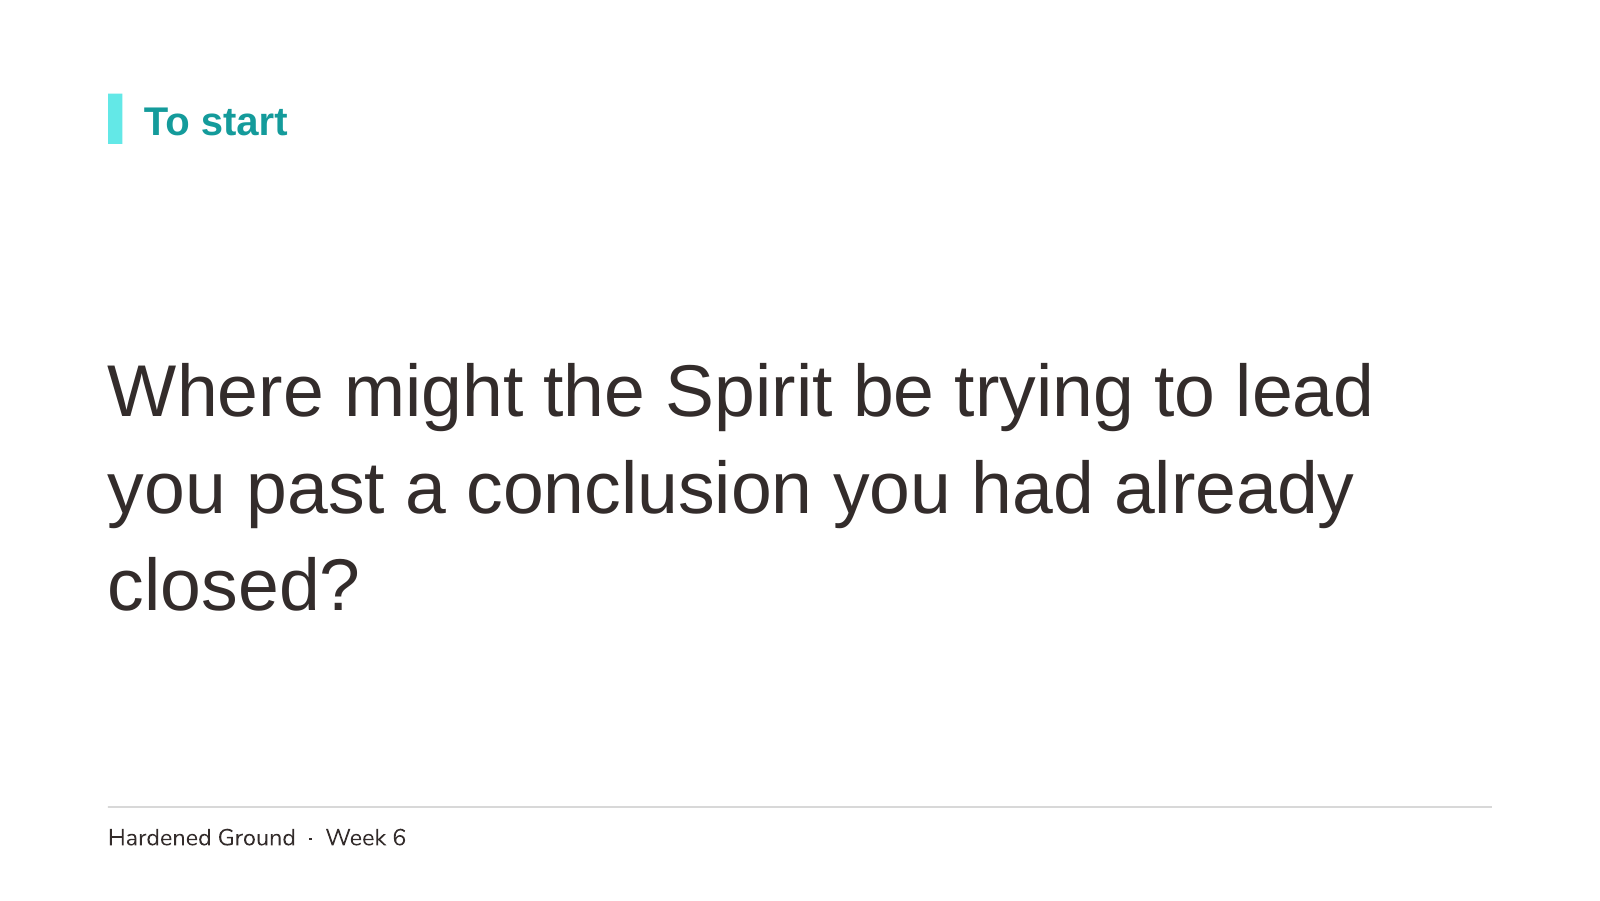 To start
Where might the Spirit be trying to lead
you past a conclusion you had already
closed?
Hardened Ground · Week 6